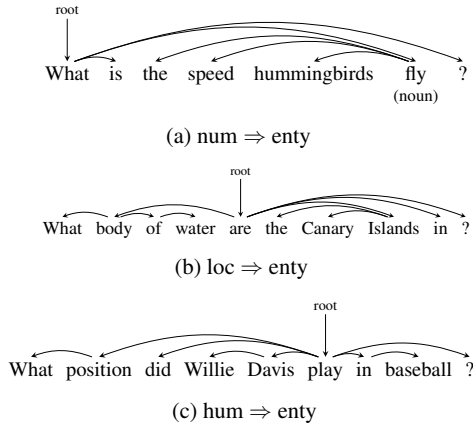 root
What is the speed hummingbirds fly ?
(noun)
(a) num ⇒ enty
root
What body of water are the Canary Islands in ?
(b) loc ⇒ enty
root
What position did Willie Davis play in baseball ?
(c) hum ⇒ enty